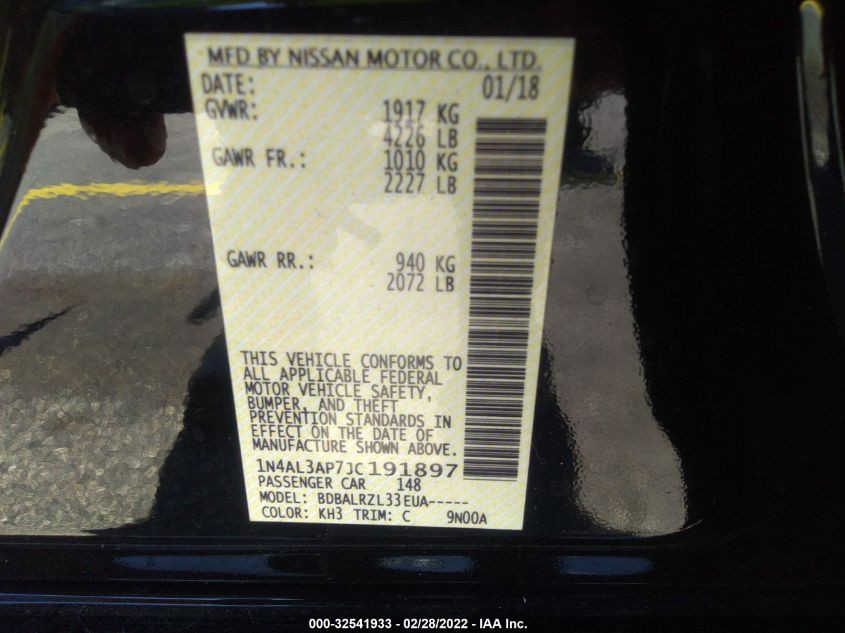 MFD BY NISSAN MOTOR CO., LTD.
DATE: 01/18
GVWR: 1917 KG
4226 LB
GAWR FR.: 1010 KG
2227 LB
GAWR RR.: 940 KG
2072 LB
THIS VEHICLE CONFORMS TO
ALL APPLICABLE FEDERAL
MOTOR VEHICLE SAFETY,
BUMPER, AND THEFT
PREVENTION STANDARDS IN
EFFECT ON THE DATE OF
MANUFACTURE SHOWN ABOVE.
1N4AL3AP7JC191897
PASSENGER CAR 148
MODEL: BDBALRZL33EUA-----
COLOR: KH3 TRIM: C 9N00A
000-32541933 - 02/28/2022 - IAA Inc.